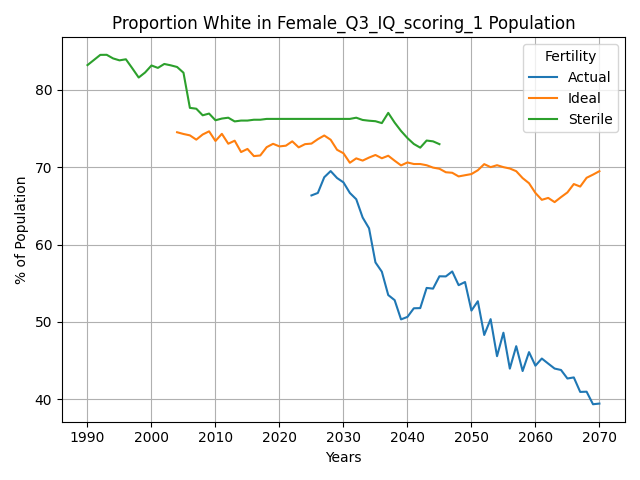 Proportion White in Female_Q3_IQ_scoring_1 Population
Fertility
Actual
Ideal
Sterile
% of Population
80
70
60
50
40
1990 2000 2010 2020 2030 2040 2050 2060 2070
Years